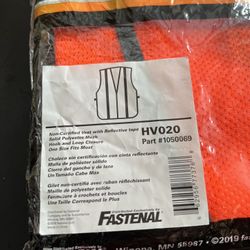 Non-Certified Vest with Reflective tape
Solid Polyester Mesh
Hook and Loop Closure
One Size Fits Most
HV020
Part #1050069
Chaleco sin certificación con cinta reflectante
Malla de poliéster sólido
Cierre del gancho y de lazo
UnTamaño Cabe Max
Gilet non-certifié avec ruban réfléchissant
Maille de polyester solide
Fermeture à crochets et boucles
Une Taille Correspond le Plus
FASTENAL
Winona, MN 55987 • ©2019